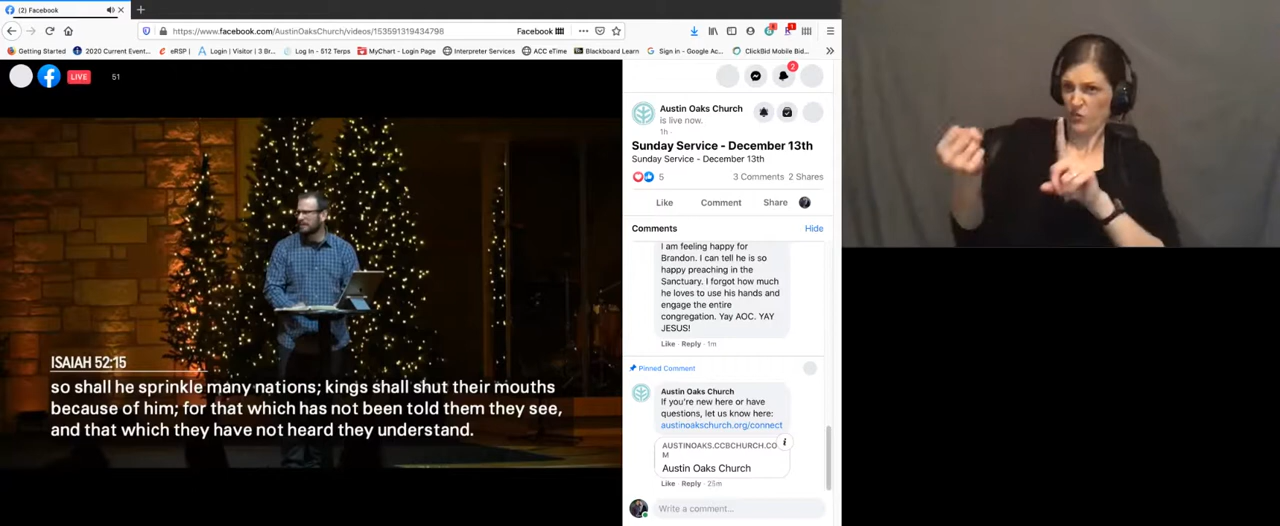 (2) Facebook
https://www.facebook.com/AustinOaksChurch/videos/153591319434798
Facebook
Getting Started
2020 Current Event...
eRSP |
Login | Visitor | 3 Br...
Log In - 512 Terps
MyChart - Login Page
Interpreter Services
ACC eTime
Blackboard Learn
Sign in - Google Ac...
ClickBid Mobile Bid...
LIVE
51
ISAIAH 52:15
so shall he sprinkle many nations; kings shall shut their mouths
because of him; for that which has not been told them they see,
and that which they have not heard they understand.
2
Austin Oaks Church
is live now.
1h ·
Sunday Service - December 13th
Sunday Service - December 13th
5
3 Comments 2 Shares
Like
Comment
Share
Comments
Hide
I am feeling happy for
Brandon. I can tell he is so
happy preaching in the
Sanctuary. I forgot how much
he loves to use his hands and
engage the entire
congregation. Yay AOC. YAY
JESUS!
Like · Reply · 1m
Pinned Comment
Austin Oaks Church
If you're new here or have
questions, let us know here:
austinoakschurch.org/connect
AUSTINOAKS.CCBCHURCH.CO
M
Austin Oaks Church
Like · Reply · 25m
Write a comment...